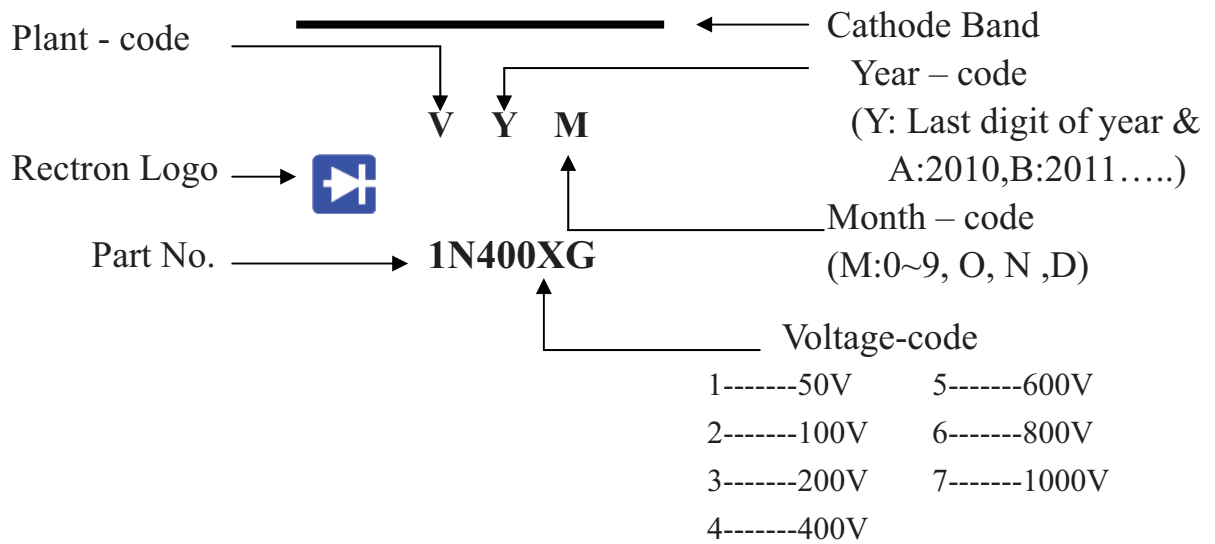 Plant - code
Cathode Band
Year – code
(Y: Last digit of year &
A:2010,B:2011…..)
V Y M
Rectron Logo
Month – code
(M:0~9, O, N ,D)
Part No.
1N400XG
Voltage-code
1-------50V 5-------600V
2-------100V 6-------800V
3-------200V 7-------1000V
4-------400V